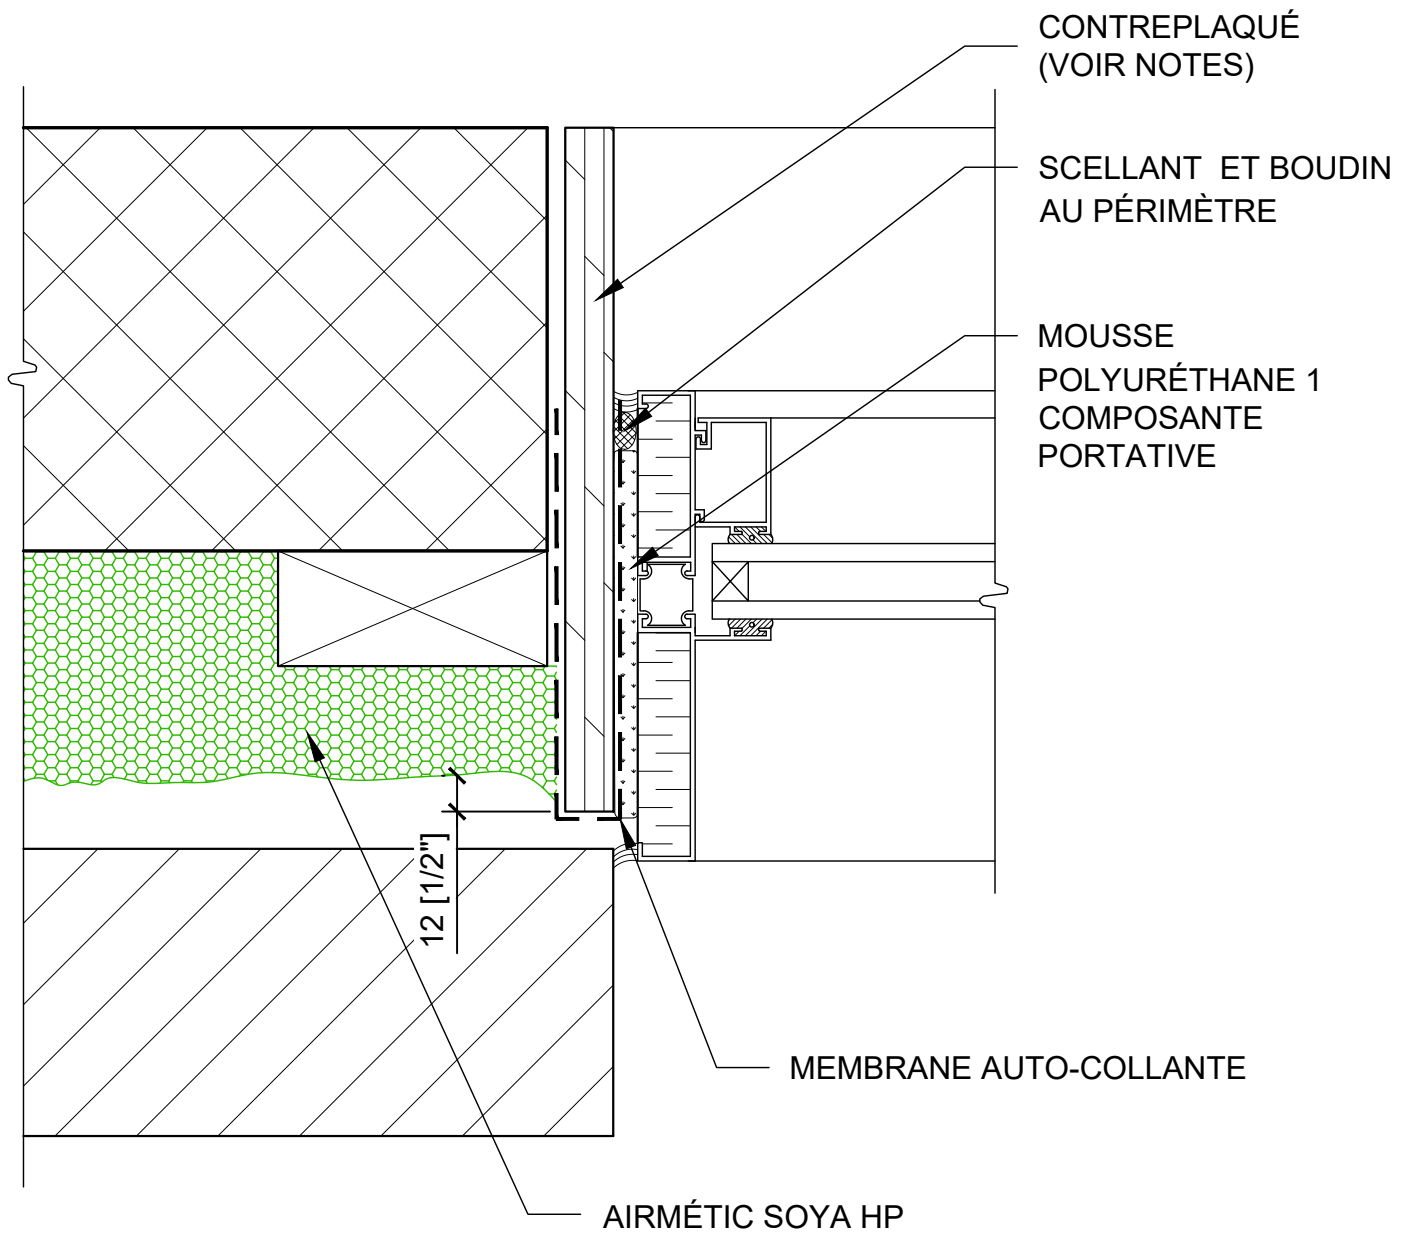 CONTREPLAQUÉ
(VOIR NOTES)
SCELLANT ET BOUDIN
AU PÉRIMÈTRE
MOUSSE
POLYURÉTHANE 1
COMPOSANTE
PORTATIVE
12 [1/2"]
MEMBRANE AUTO-COLLANTE
AIRMÉTIC SOYA HP